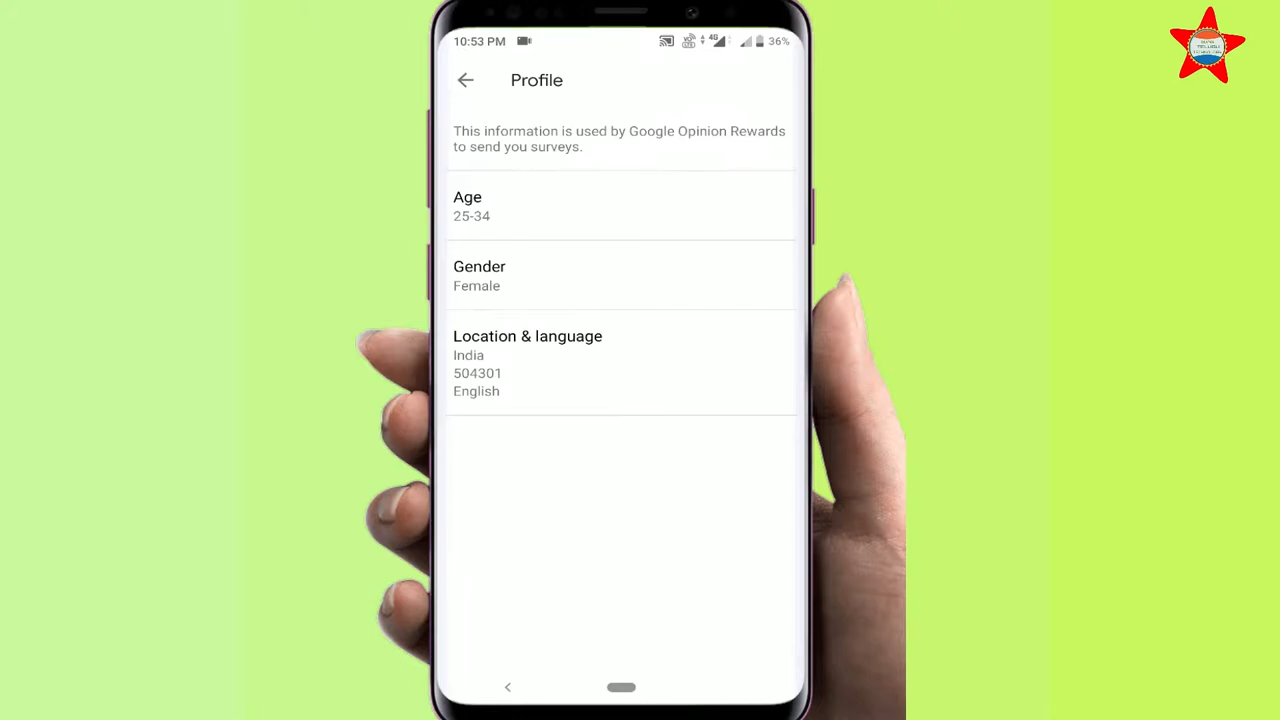 10:53 PM
4G
36%
Profile
This information is used by Google Opinion Rewards
to send you surveys.
Age
25-34
Gender
Female
Location & language
India
504301
English